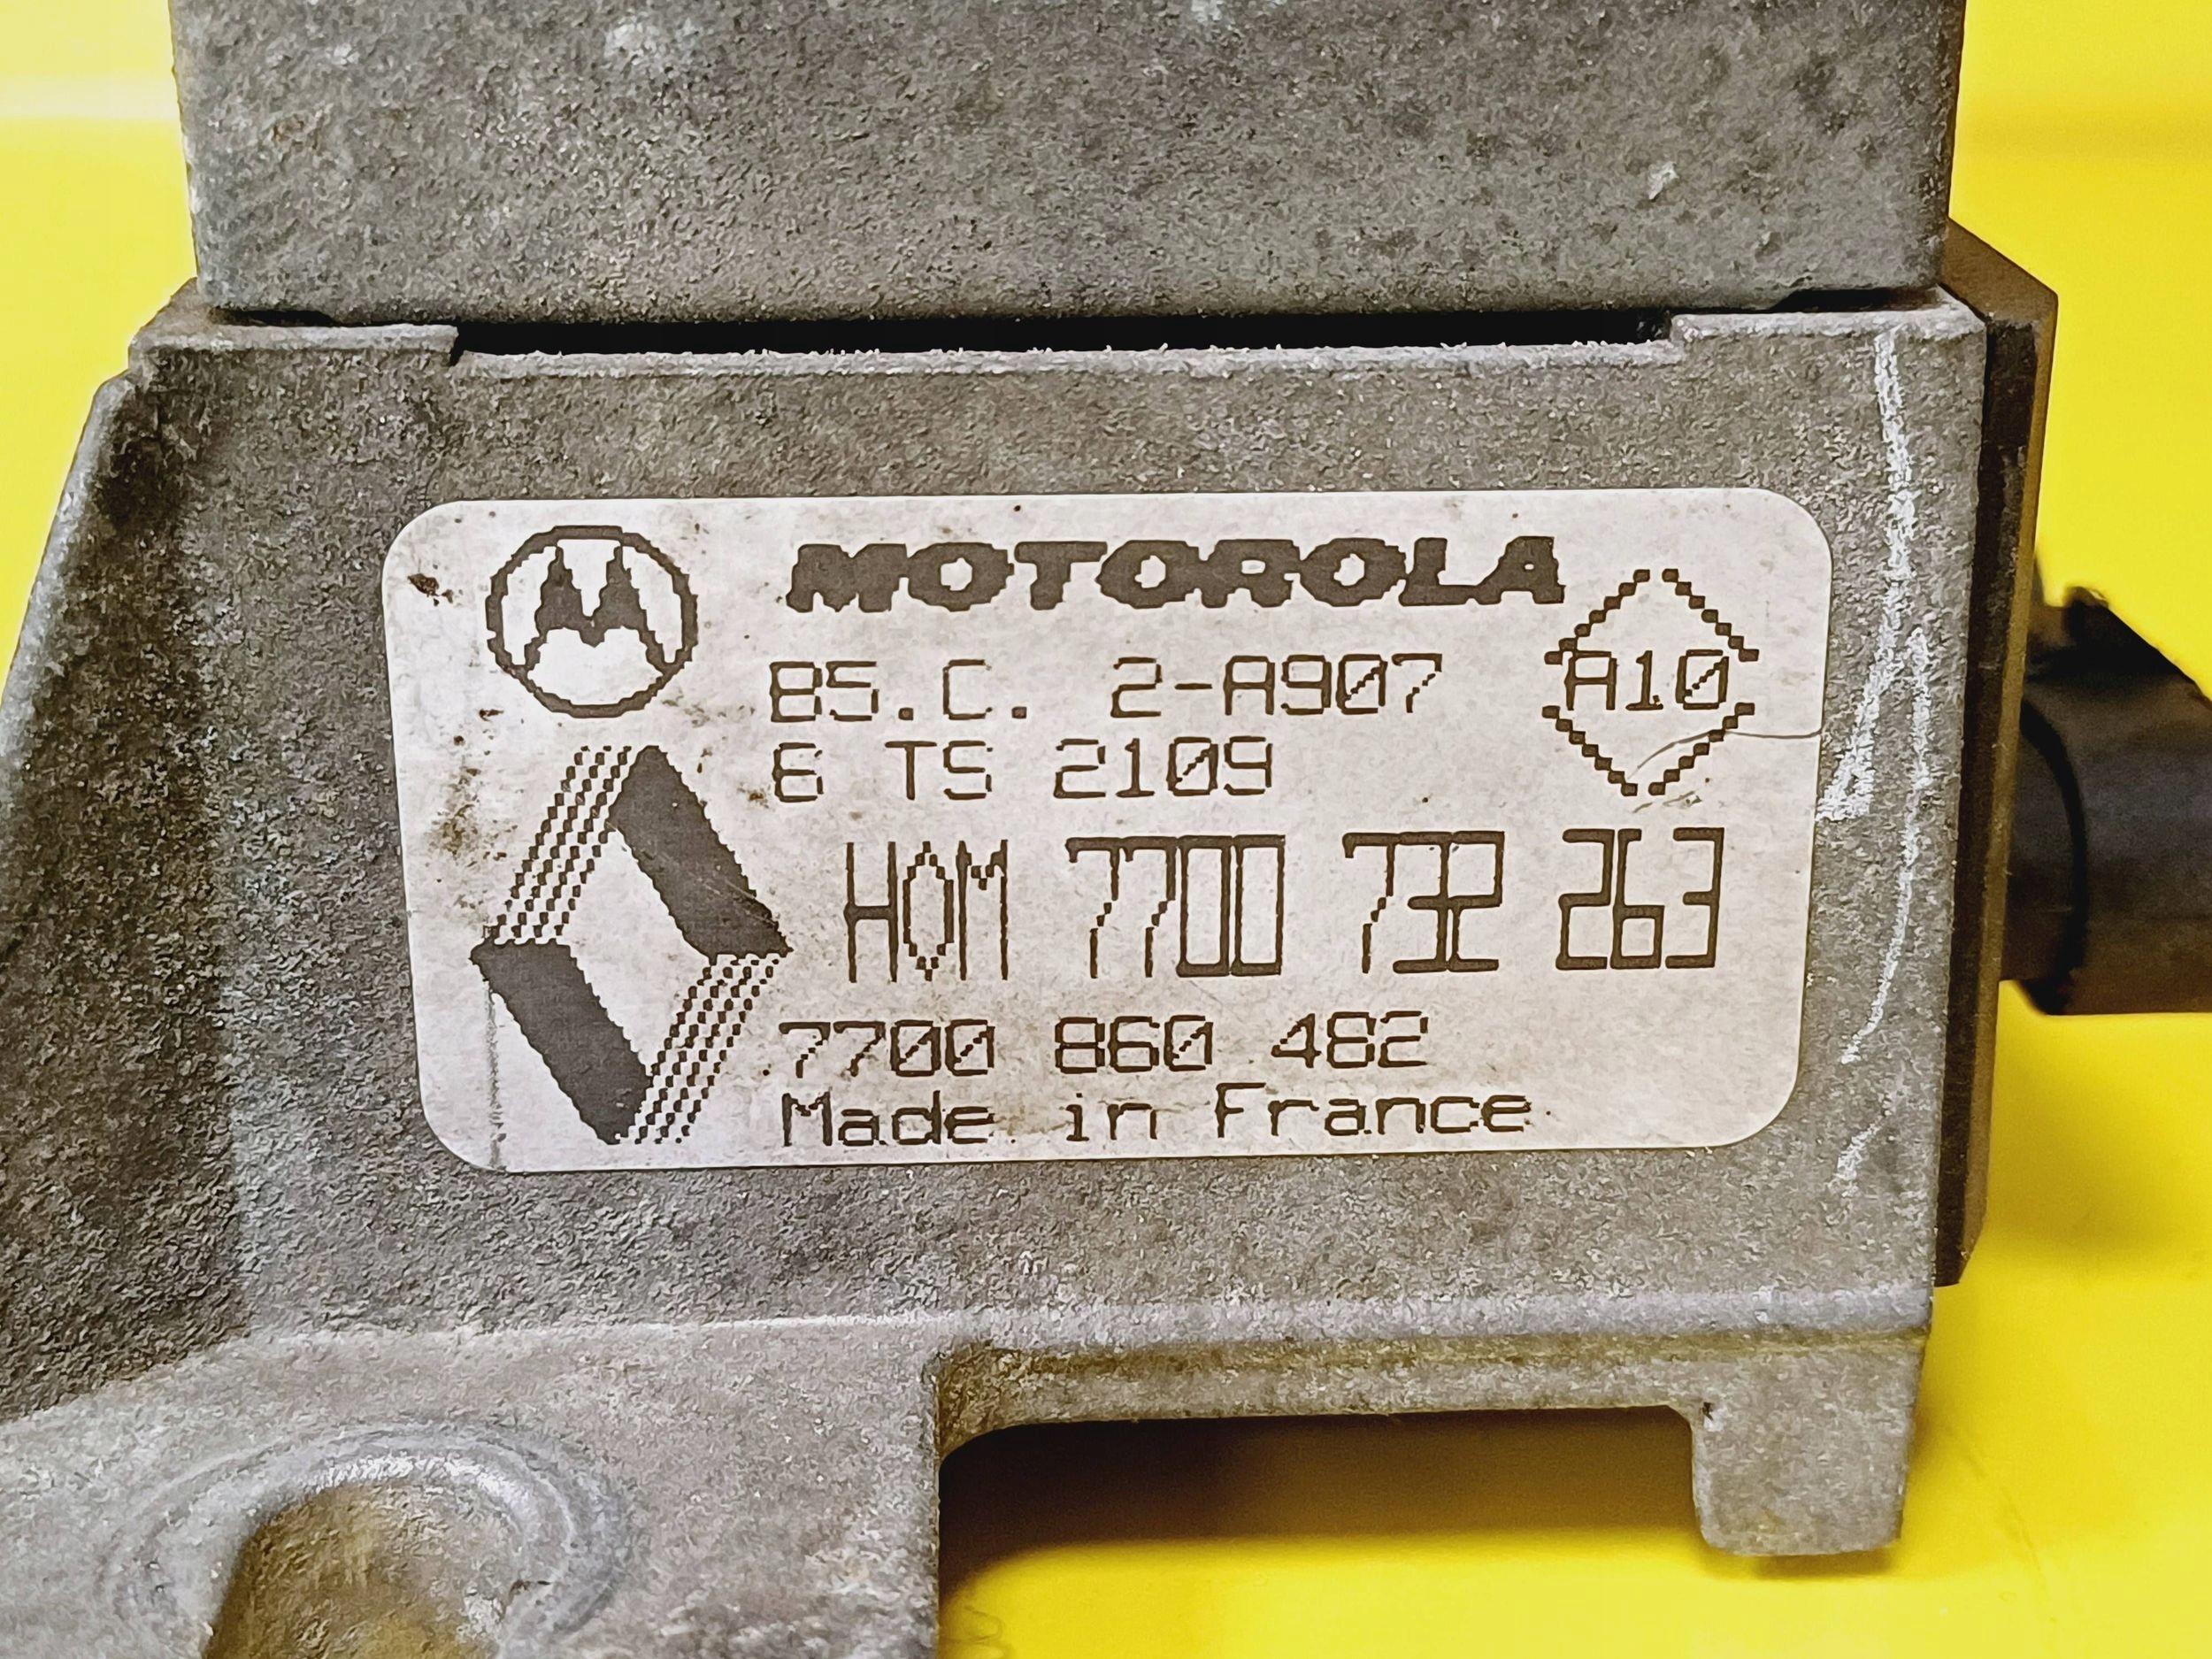 MOTOROLA
B5.C. 2-A907
A10
6 TS 2109
HOM 7700 732 263
7700 860 482
Made in France